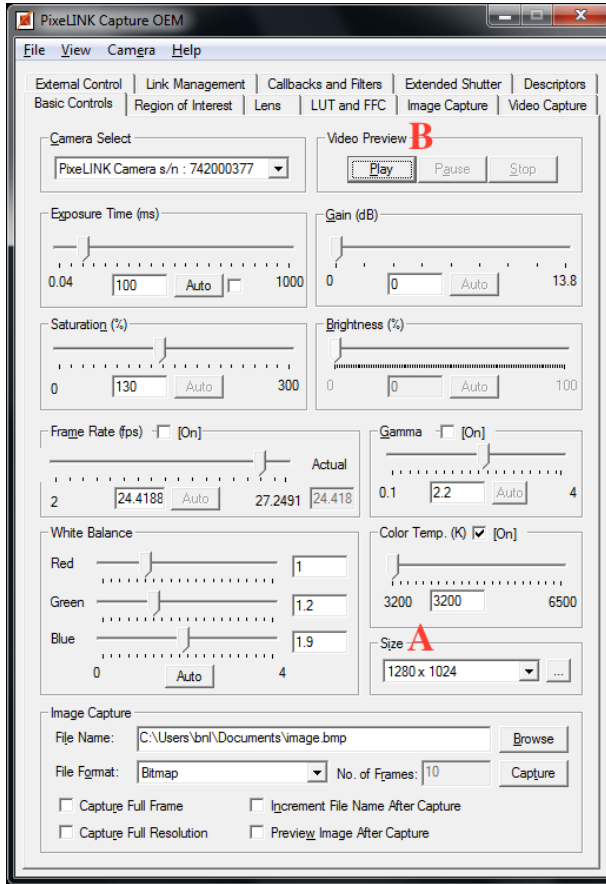 PixeLINK Capture OEM
File View Camera Help
External Control Link Management Callbacks and Filters Extended Shutter Descriptors
Basic Controls Region of Interest Lens LUT and FFC Image Capture Video Capture
Camera Select
PixeLINK Camera s/n : 742000377
Video Preview B
Play Pause Stop
Exposure Time (ms)
0.04 100 Auto 1000
Gain (dB)
0 0 Auto 13.8
Saturation (%)
0 130 Auto 300
Brightness (%)
0 0 Auto 100
Frame Rate (fps) [On]
Actual
2 24.4188 Auto 27.2491 24.418
Gamma [On]
0.1 2.2 Auto 4
White Balance
Red 1
Green 1.2
Blue 1.9
0 Auto 4
Color Temp. (K) [On]
3200 3200 6500
Size A
1280 x 1024 ...
Image Capture
File Name: C:\Users\bnl\Documents\image.bmp Browse
File Format: Bitmap No. of Frames: 10 Capture
Capture Full Frame Increment File Name After Capture
Capture Full Resolution Preview Image After Capture